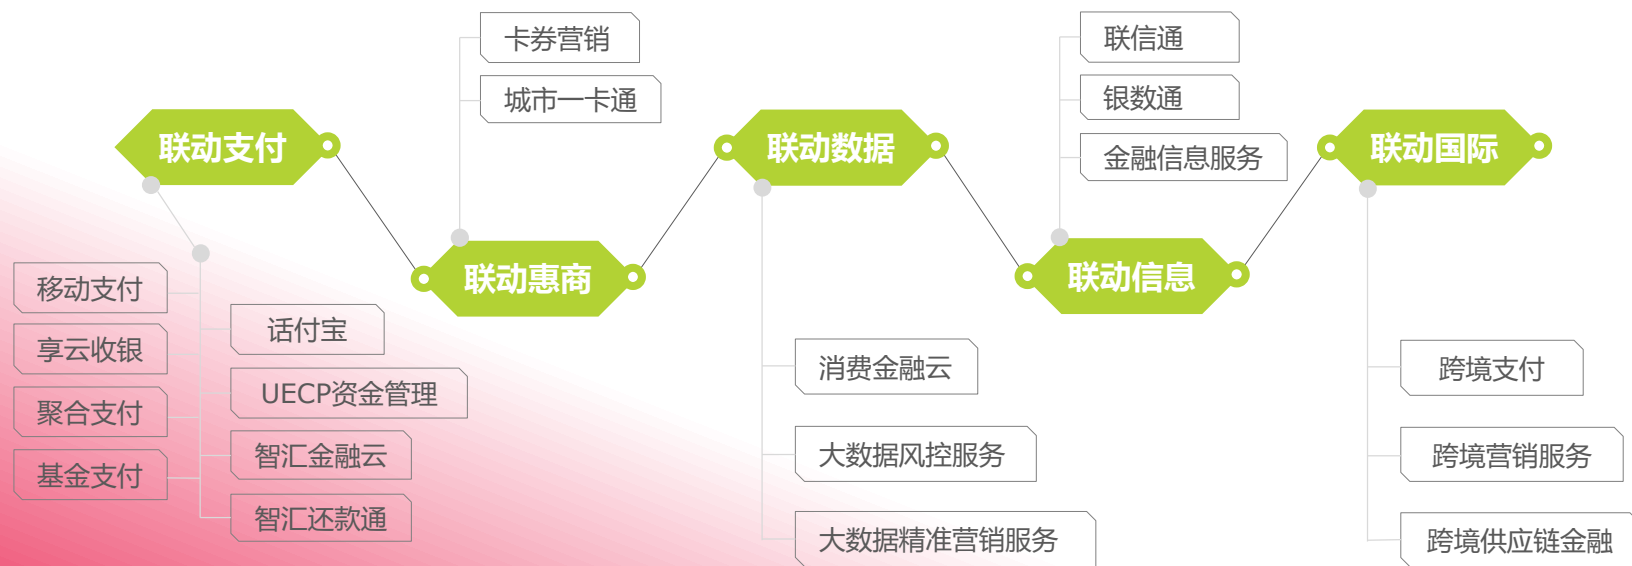 联动支付
移动支付
享云收银
聚合支付
基金支付
话付宝
UECP资金管理
智汇金融云
智汇还款通
卡券营销
城市一卡通
联动惠商
联动数据
消费金融云
大数据风控服务
大数据精准营销服务
联信通
银数通
金融信息服务
联动信息
联动国际
跨境支付
跨境营销服务
跨境供应链金融